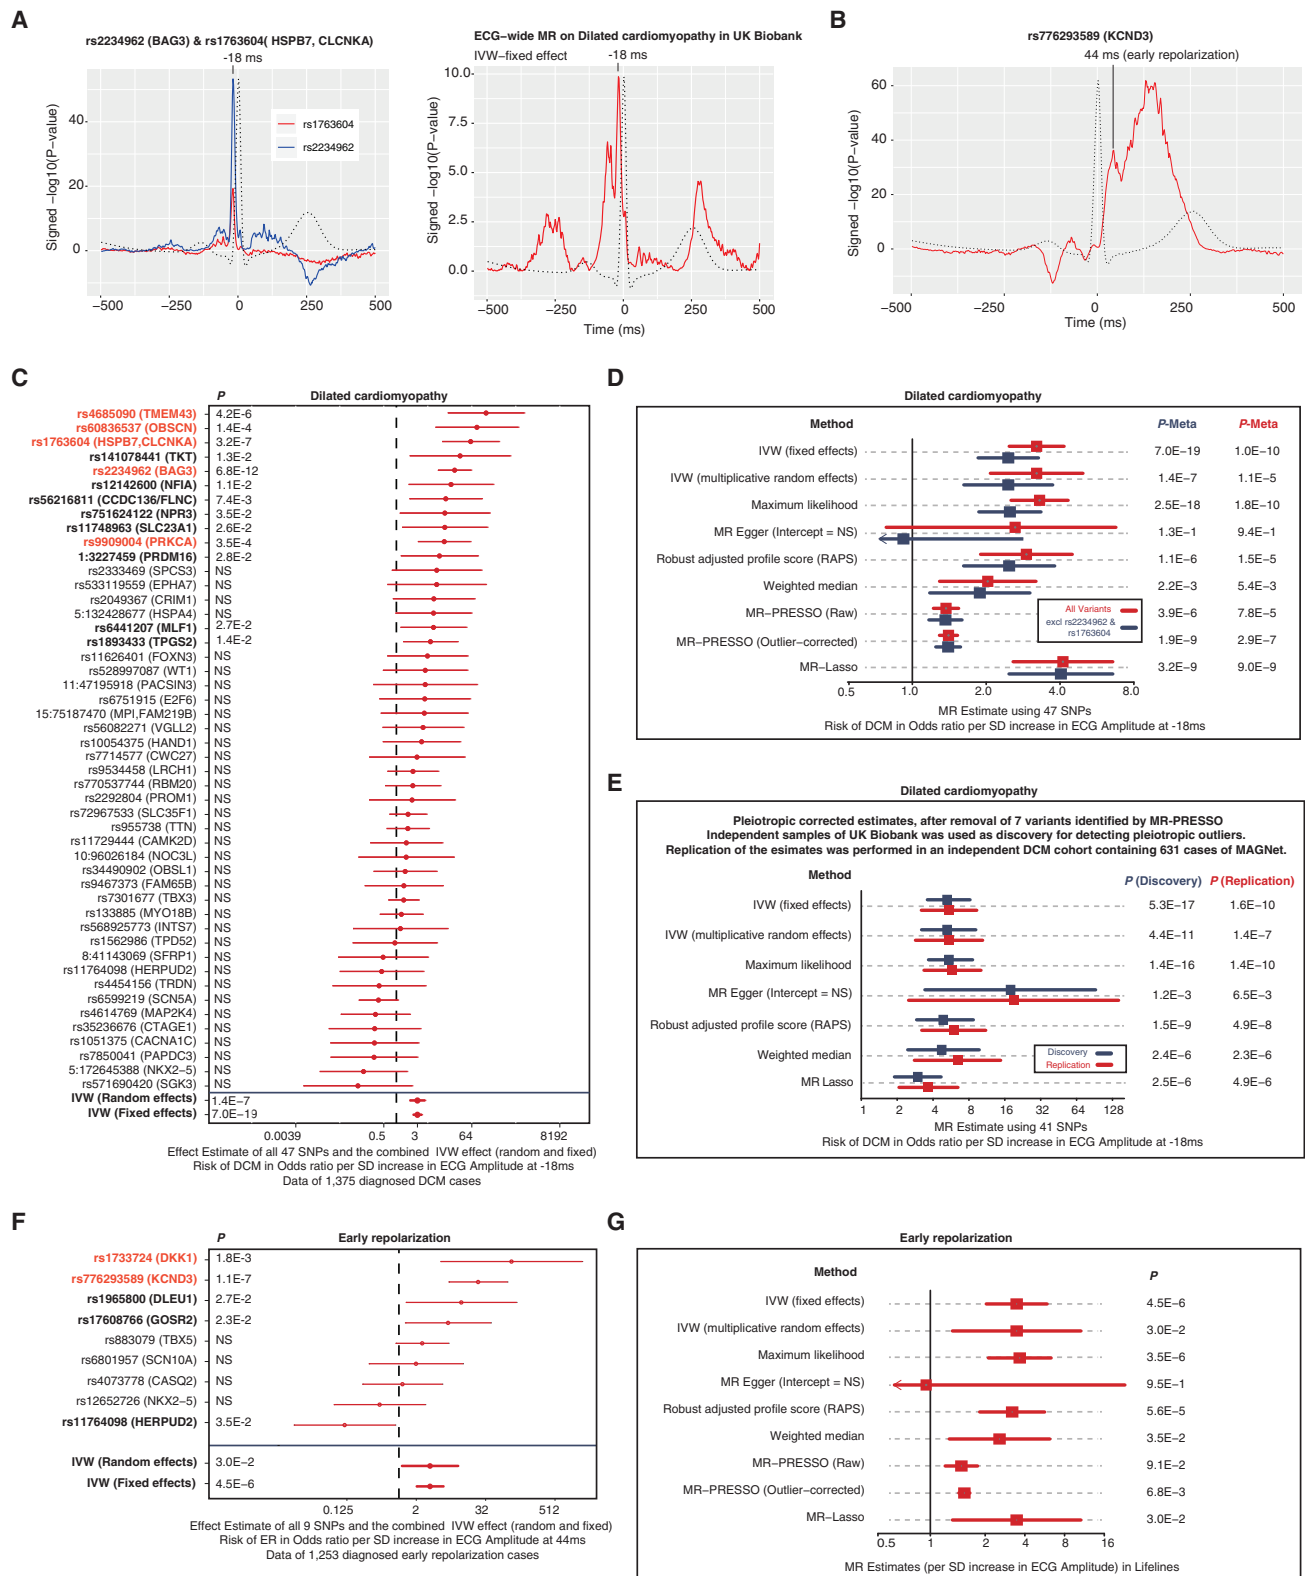 A
rs2234962 (BAG3) & rs1763604( HSPB7, CLCNKA)
-18 ms
Signed −log10(P−value)
40
20
0
rs1763604
rs2234962
−500
−250
0
250
500
ECG−wide MR on Dilated cardiomyopathy in UK Biobank
IVW−fixed effect
-18 ms
Signed −log10(P−value)
10.0
7.5
5.0
2.5
0.0
−500
−250
0
250
500
Time (ms)
B
rs776293589 (KCND3)
44 ms (early repolarization)
Signed −log10(P−value)
60
40
20
0
−500
−250
0
250
500
Time (ms)
C
P
Dilated cardiomyopathy
rs4685090 (TMEM43) 4.2E-6
rs60836537 (OBSCN) 1.4E-4
rs1763604 (HSPB7,CLCNKA) 3.2E-7
rs141078441 (TKT) 1.3E-2
rs2234962 (BAG3) 6.8E-12
rs12142600 (NFIA) 1.1E-2
rs56216811 (CCDC136/FLNC) 7.4E-3
rs751624122 (NPR3) 3.5E-2
rs11748963 (SLC23A1) 2.6E-2
rs9909004 (PRKCA) 3.5E-4
1:3227459 (PRDM16) 2.8E-2
rs2333469 (SPCS3) NS
rs533119559 (EPHA7) NS
rs2049367 (CRIM1) NS
5:132428677 (HSPA4) NS
rs6441207 (MLF1) 2.7E-2
rs1893433 (TPGS2) 1.4E-2
rs11626401 (FOXN3) NS
rs528997087 (WT1) NS
11:47195918 (PACSIN3) NS
rs6751915 (E2F6) NS
15:75187470 (MPI,FAM219B) NS
rs56082271 (VGLL2) NS
rs10054375 (HAND1) NS
rs7714577 (CWC27) NS
rs9534458 (LRCH1) NS
rs770537744 (RBM20) NS
rs2292804 (PROM1) NS
rs72967533 (SLC35F1) NS
rs955738 (TTN) NS
rs11729444 (CAMK2D) NS
10:96026184 (NOC3L) NS
rs34490902 (OBSL1) NS
rs9467373 (FAM65B) NS
rs7301677 (TBX3) NS
rs133885 (MYO18B) NS
rs568925773 (INTS7) NS
rs1562986 (TPD52) NS
8:41143069 (SFRP1) NS
rs11764098 (HERPUD2) NS
rs4454156 (TRDN) NS
rs6599219 (SCN5A) NS
rs4614769 (MAP2K4) NS
rs35236676 (CTAGE1) NS
rs1051375 (CACNA1C) NS
rs7850041 (PAPDC3) NS
5:172645388 (NKX2−5) NS
rs571690420 (SGK3) NS
IVW (Random effects) 1.4E−7
IVW (Fixed effects) 7.0E−19
0.0039 0.5 3 64 8192
Effect Estimate of all 47 SNPs and the combined IVW effect (random and fixed)
Risk of DCM in Odds ratio per SD increase in ECG Amplitude at -18ms
Data of 1,375 diagnosed DCM cases
D
Dilated cardiomyopathy
Method P-Meta P-Meta
IVW (fixed effects) 7.0E−19 1.0E−10
IVW (multiplicative random effects) 1.4E−7 1.1E−5
Maximum likelihood 2.5E−18 1.8E−10
MR Egger (Intercept = NS) 1.3E−1 9.4E−1
Robust adjusted profile score (RAPS) 1.1E−6 1.5E−5
Weighted median 2.2E−3 5.4E−3
MR−PRESSO (Raw) 3.9E−6 7.8E−5
MR−PRESSO (Outlier−corrected) 1.9E−9 2.9E−7
MR−Lasso 3.2E−9 9.0E−9
All Variants
excl rs2234962 &
rs1763604
0.5 1.0 2.0 4.0 8.0
MR Estimate using 47 SNPs
Risk of DCM in Odds ratio per SD increase in ECG Amplitude at -18ms
E
Dilated cardiomyopathy
Pleiotropic corrected estimates, after removal of 7 variants identified by MR-PRESSO
Independent samples of UK Biobank was used as discovery for detecting pleiotropic outliers.
Replication of the esimates was performed in an independent DCM cohort containing 631 cases of MAGNet.
Method P (Discovery) P (Replication)
IVW (fixed effects) 5.3E−17 1.6E−10
IVW (multiplicative random effects) 4.4E−11 1.4E−7
Maximum likelihood 1.4E−16 1.4E−10
MR Egger (Intercept = NS) 1.2E−3 6.5E−3
Robust adjusted profile score (RAPS) 1.5E−9 4.9E−8
Weighted median 2.4E−6 2.3E−6
MR Lasso 2.5E−6 4.9E−6
Discovery
Replication
1 2 4 8 16 32 64 128
MR Estimate using 41 SNPs
Risk of DCM in Odds ratio per SD increase in ECG Amplitude at -18ms
F
P
Early repolarization
rs1733724 (DKK1) 1.8E-3
rs776293589 (KCND3) 1.1E-7
rs1965800 (DLEU1) 2.7E-2
rs17608766 (GOSR2) 2.3E-2
rs883079 (TBX5) NS
rs6801957 (SCN10A) NS
rs4073778 (CASQ2) NS
rs12652726 (NKX2−5) NS
rs11764098 (HERPUD2) 3.5E-2
IVW (Random effects) 3.0E−2
IVW (Fixed effects) 4.5E−6
0.125 2 32 512
Effect Estimate of all 9 SNPs and the combined IVW effect (random and fixed)
Risk of ER in Odds ratio per SD increase in ECG Amplitude at 44ms
Data of 1,253 diagnosed early repolarization cases
G
Early repolarization
Method P
IVW (fixed effects) 4.5E−6
IVW (multiplicative random effects) 3.0E−2
Maximum likelihood 3.5E−6
MR Egger (Intercept = NS) 9.5E−1
Robust adjusted profile score (RAPS) 5.6E−5
Weighted median 3.5E−2
MR−PRESSO (Raw) 9.1E−2
MR−PRESSO (Outlier−corrected) 6.8E−3
MR−Lasso 3.0E−2
0.5 1 2 4 8 16
MR Estimates (per SD increase in ECG Amplitude) in Lifelines